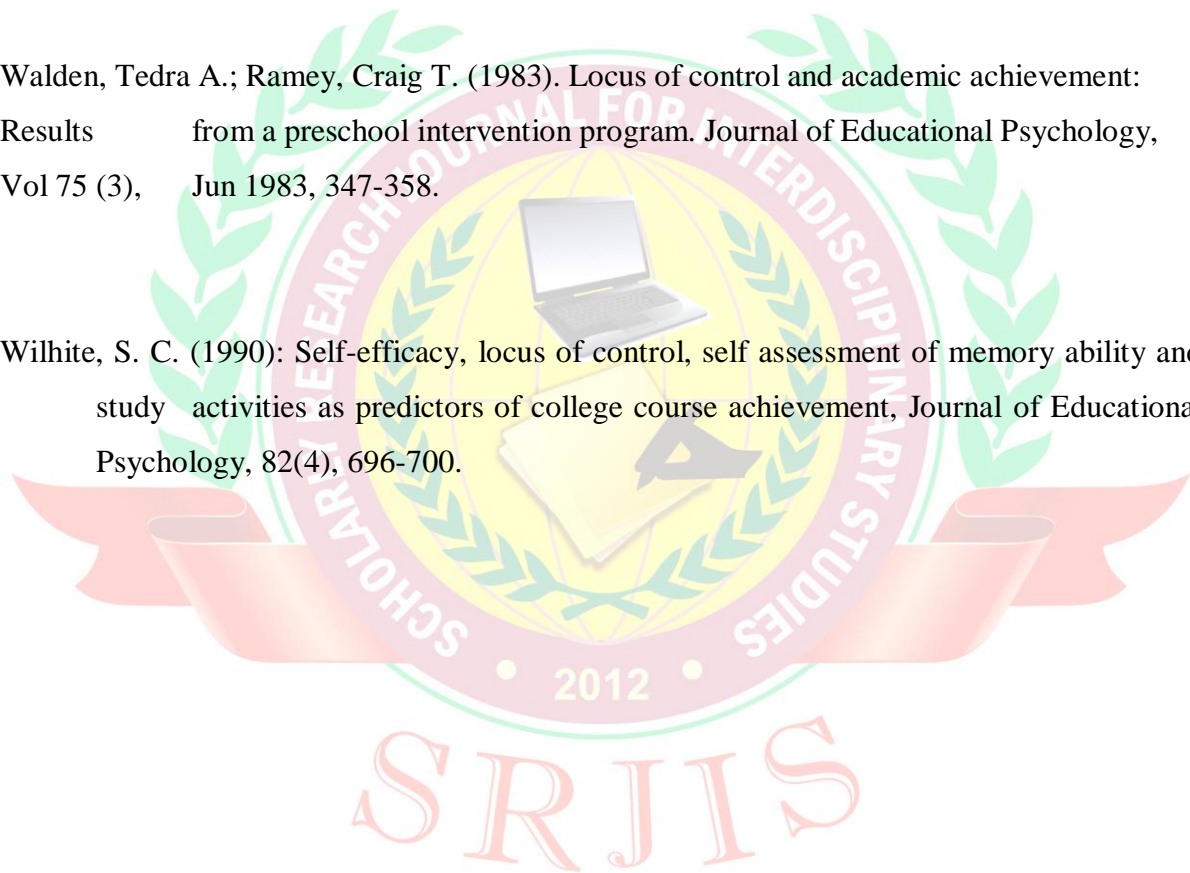 Walden, Tedra A.; Ramey, Craig T. (1983). Locus of control and academic achievement:
Results from a preschool intervention program. Journal of Educational Psychology,
Vol 75 (3), Jun 1983, 347-358.
Wilhite, S. C. (1990): Self-efficacy, locus of control, self assessment of memory ability and
study activities as predictors of college course achievement, Journal of Educational
Psychology, 82(4), 696-700.
SCHOLARY RESEARCH JOURNAL FOR INTERDISCIPINNARY STUDIES
• 2012 •
SRJIS